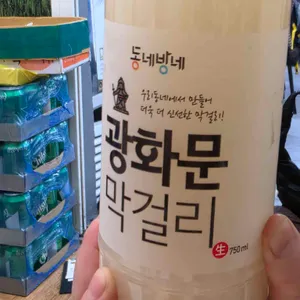 동네방네
우리동네에서 만들어
더욱 더 신선한 막걸리!
광화문
막걸리
生 750ml